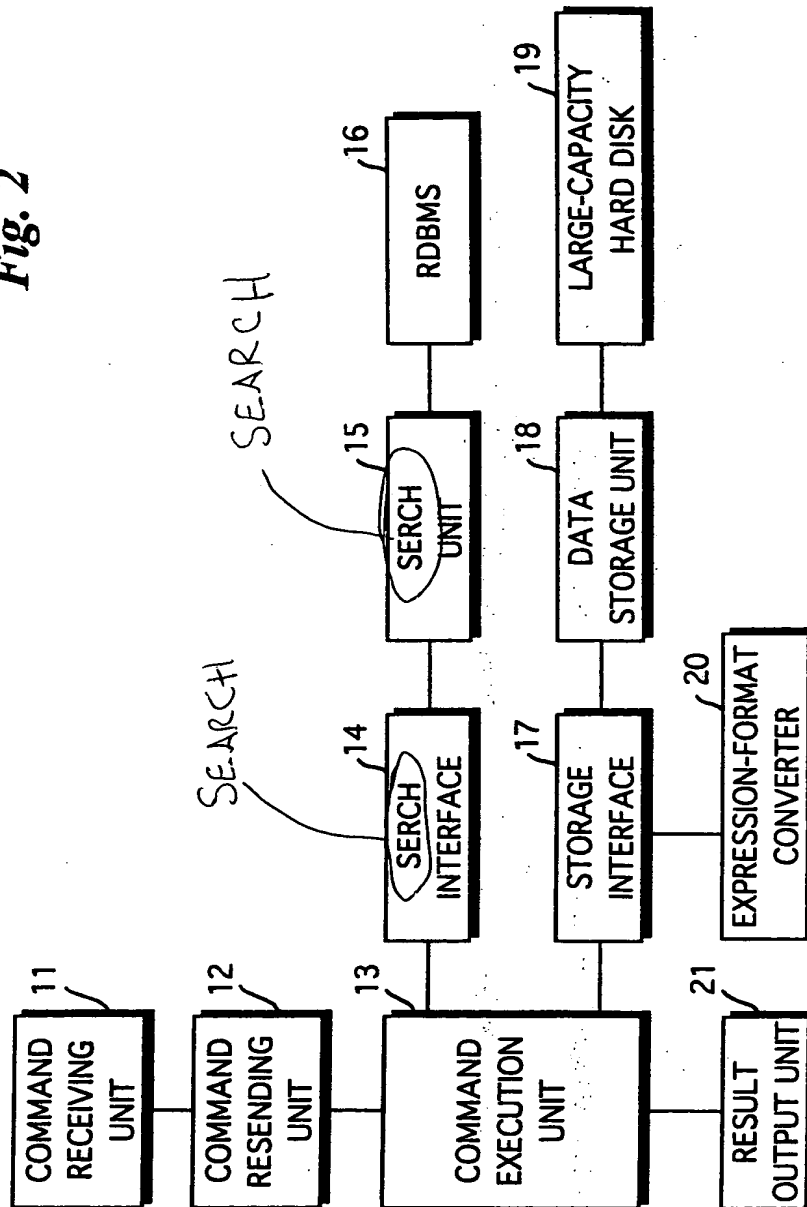 Fig. 2
COMMAND
RECEIVING
UNIT
11
COMMAND
RESENDING
UNIT
12
COMMAND
EXECUTION
UNIT
13
SEARCH
SERCH
INTERFACE
14
SEARCH
SERCH
UNIT
15
RDBMS
16
STORAGE
INTERFACE
17
DATA
STORAGE UNIT
18
LARGE-CAPACITY
HARD DISK
19
EXPRESSION-FORMAT
CONVERTER
20
RESULT
OUTPUT UNIT
21